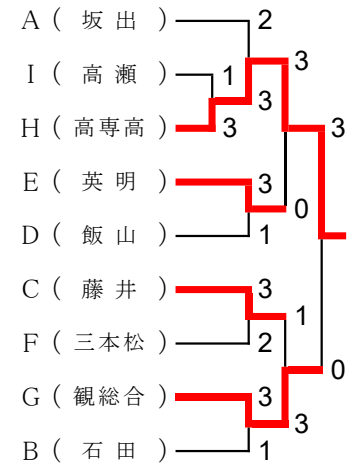 A ( 坂 出 ) 2
3
I ( 高 瀬 ) 1
3
H ( 高専高 ) 3
3
E ( 英 明 ) 3
0
D ( 飯 山 ) 1
C ( 藤 井 ) 3
1
F ( 三本松 ) 2
0
G ( 観総合 ) 3
3
B ( 石 田 ) 1